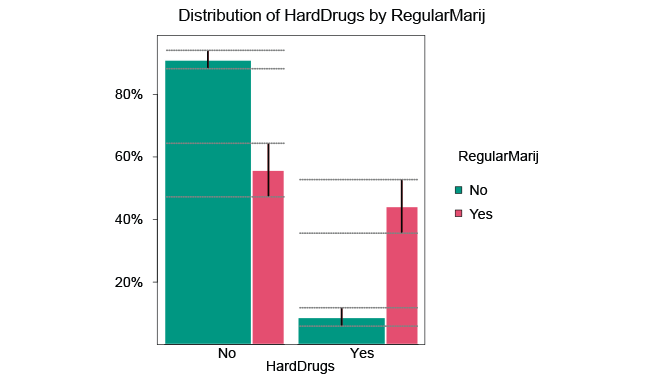 Distribution of HardDrugs by RegularMarij
80%
60%
40%
20%
No
Yes
HardDrugs
RegularMarij
No
Yes